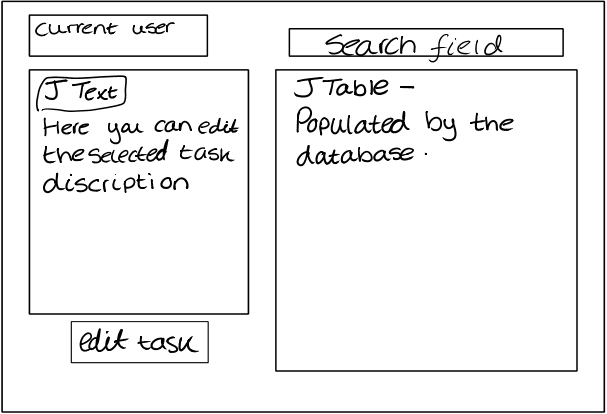 Current user
Search field
J Text
Here you can edit
the selected task
discription
edit task
J Table -
Populated by the
database.